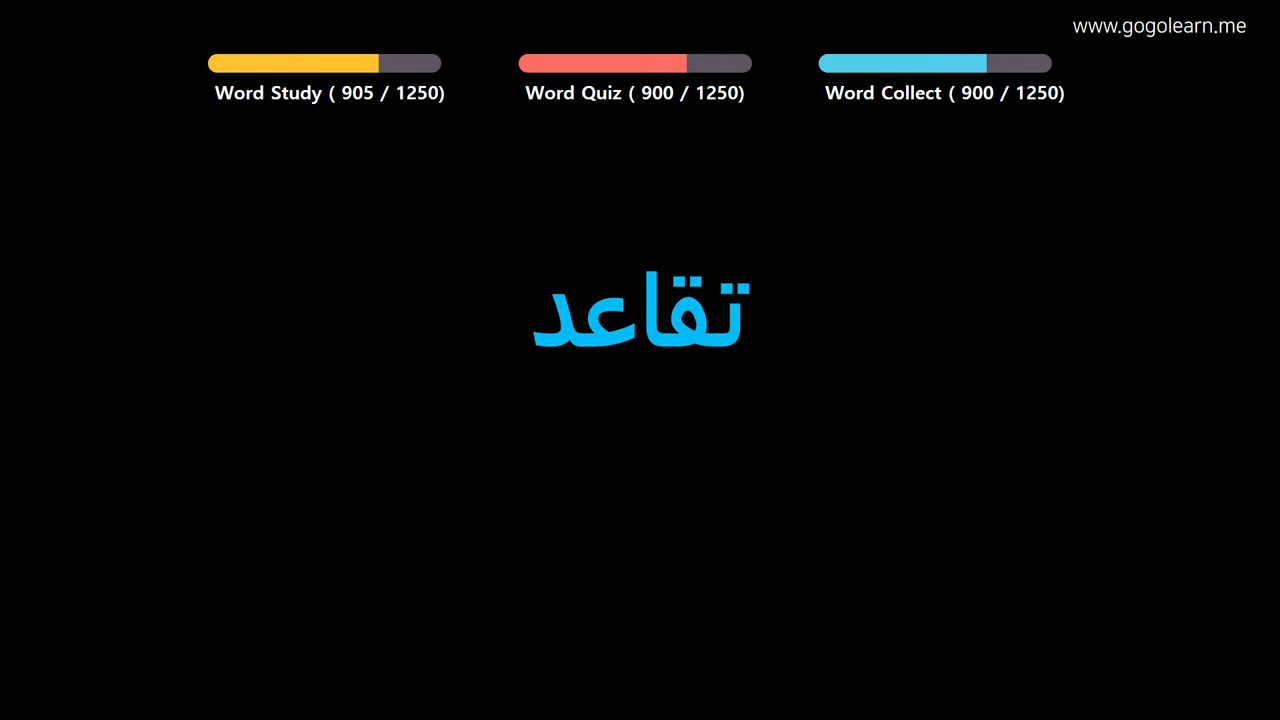 www.gogolearn.me
Word Study ( 905 / 1250)
Word Quiz ( 900 / 1250)
Word Collect ( 900 / 1250)
تقاعد